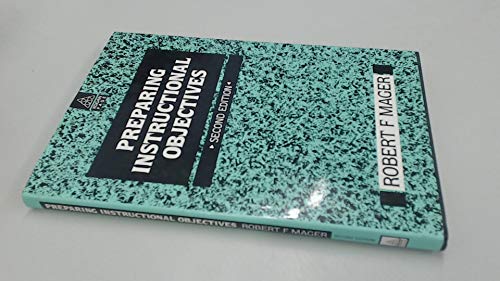 PREPARING
INSTRUCTIONAL
OBJECTIVES
• SECOND EDITION •
ROBERT F MAGER
PREPARING INSTRUCTIONAL OBJECTIVES ROBERT F MAGER